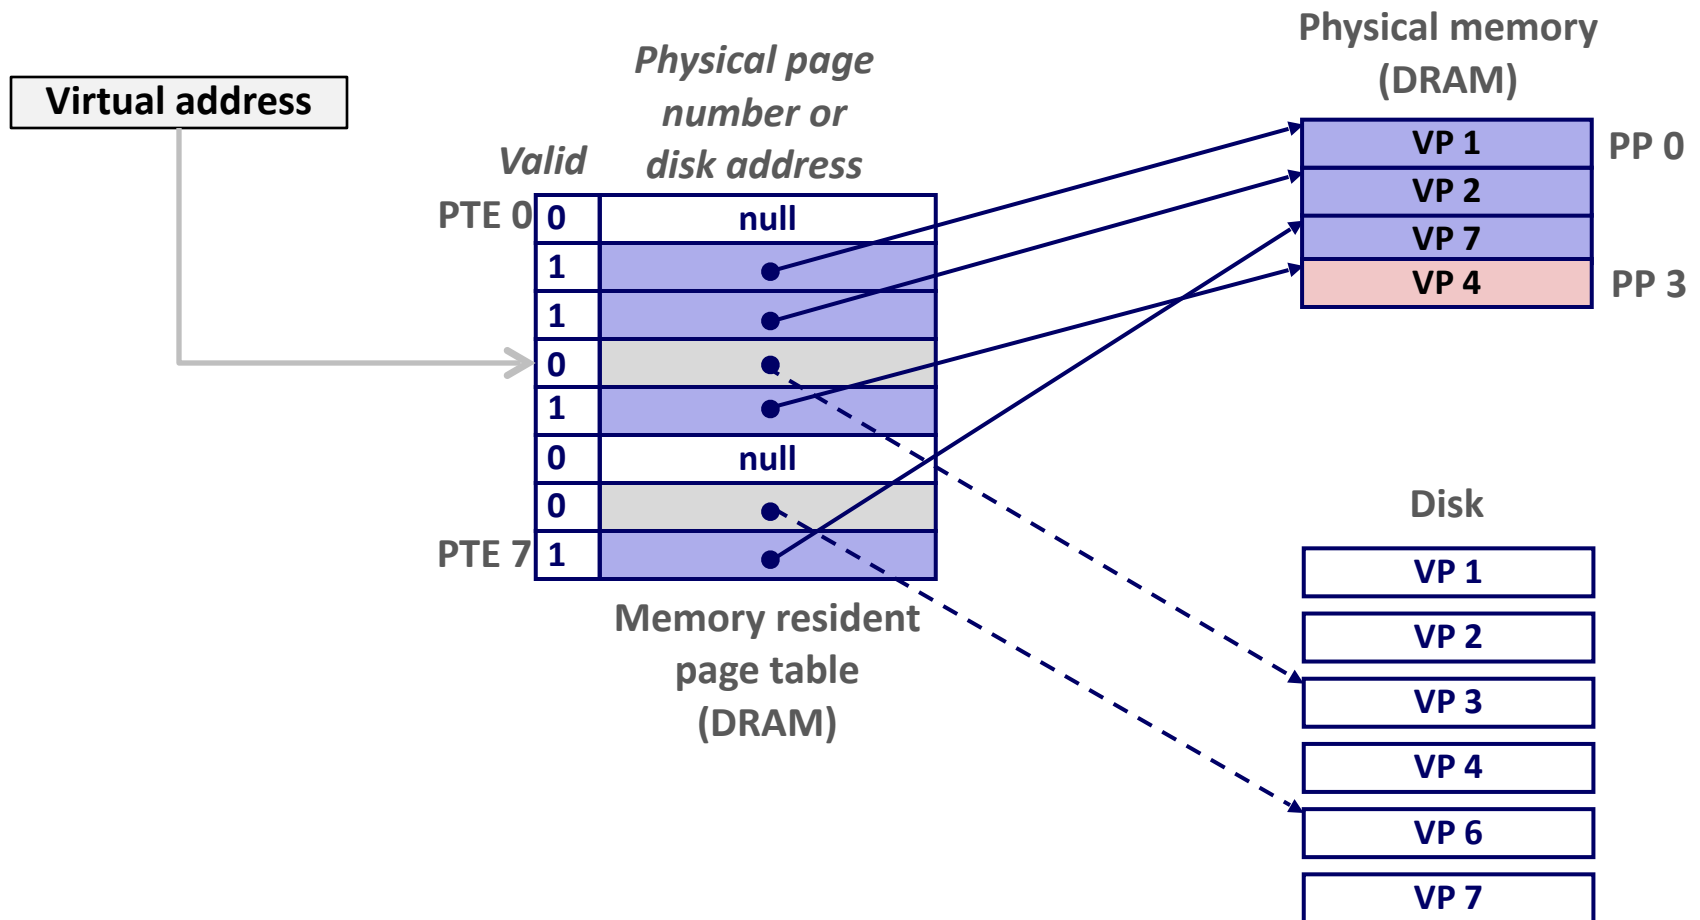 Virtual address
Physical page
number or
disk address
Valid
PTE 0
0
null
1
1
0
1
0
null
0
PTE 7
1
Memory resident
page table
(DRAM)
Physical memory
(DRAM)
VP 1
PP 0
VP 2
VP 7
VP 4
PP 3
Disk
VP 1
VP 2
VP 3
VP 4
VP 6
VP 7